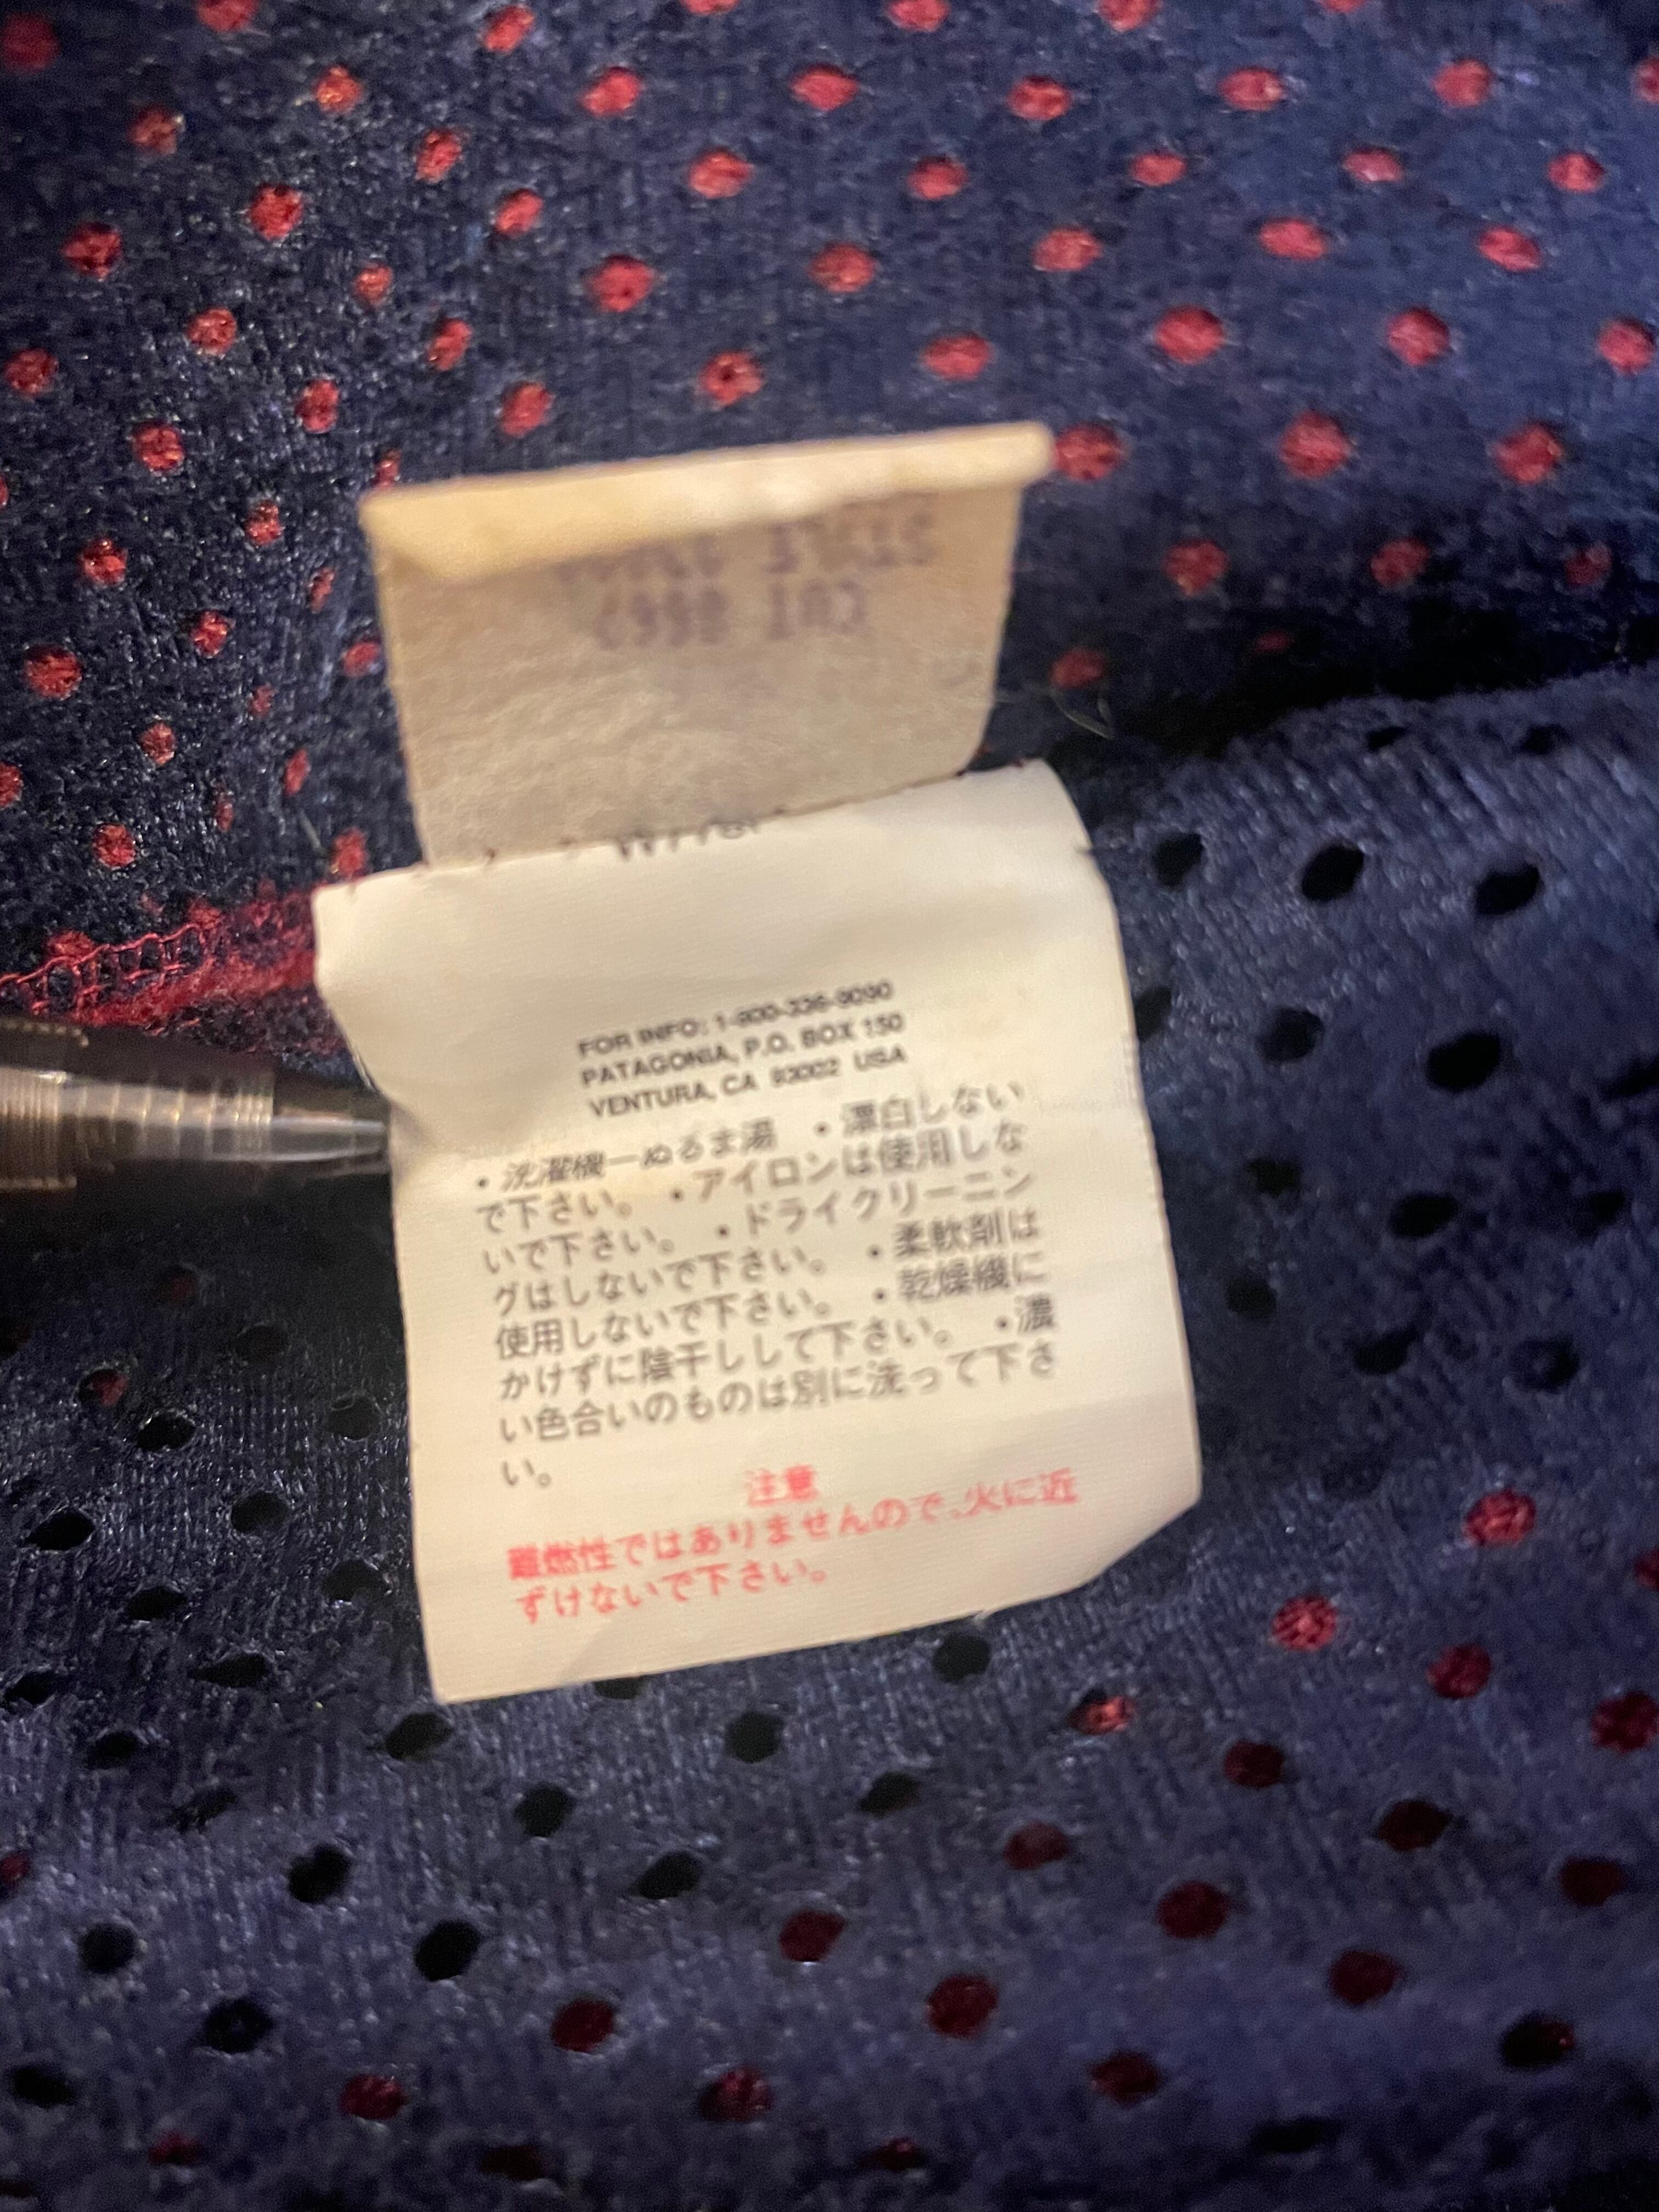 FOR INFO: 1-800-336-9090
PATAGONIA, P.O. BOX 150
VENTURA, CA 93002 USA
・洗濯機ーぬるま湯 ・漂白しない
で下さい。 ・アイロンは使用しな
いで下さい。 ・ドライクリーニン
グはしないで下さい。 ・柔軟剤は
使用しないで下さい。 ・乾燥機に
かけずに陰干しして下さい。 ・濃
い色合いのものは別に洗って下さ
い。
注意
難燃性ではありませんので、火に近
ずけないで下さい。